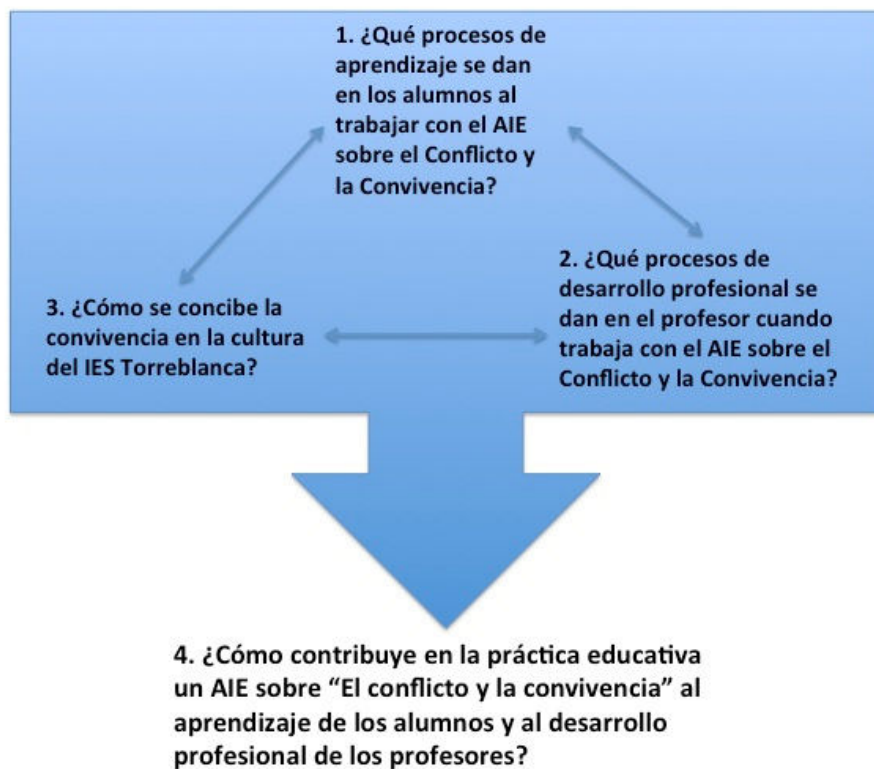 1. ¿Qué procesos de
aprendizaje se dan
en los alumnos al
trabajar con el AIE
sobre el Conflicto y
la Convivencia?
2. ¿Qué procesos de
desarrollo profesional se
dan en el profesor cuando
trabaja con el AIE sobre el
Conflicto y la Convivencia?
3. ¿Cómo se concibe la
convivencia en la cultura
del IES Torreblanca?
4. ¿Cómo contribuye en la práctica educativa
un AIE sobre “El conflicto y la convivencia” al
aprendizaje de los alumnos y al desarrollo
profesional de los profesores?